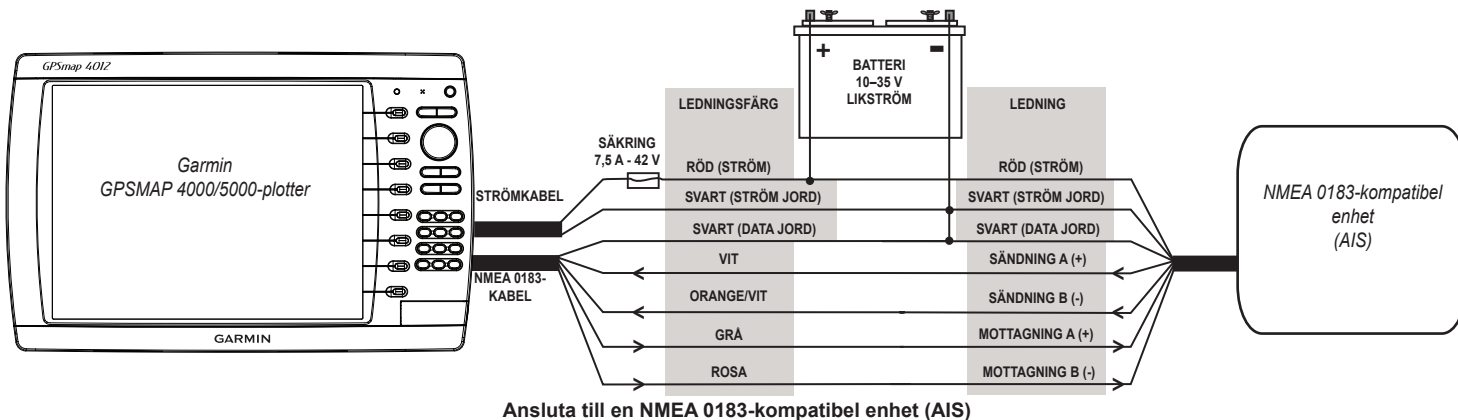 GPSmap 4012
Garmin
GPSMAP 4000/5000-plotter
GARMIN
STRÖMKABEL
NMEA 0183-
KABEL
SÄKRING
7,5 A - 42 V
+
-
BATTERI
10–35 V
LIKSTRÖM
LEDNINGSFÄRG
LEDNING
RÖD (STRÖM)
RÖD (STRÖM)
SVART (STRÖM JORD)
SVART (STRÖM JORD)
SVART (DATA JORD)
SVART (DATA JORD)
VIT
SÄNDNING A (+)
ORANGE/VIT
SÄNDNING B (-)
GRÅ
MOTTAGNING A (+)
ROSA
MOTTAGNING B (-)
NMEA 0183-kompatibel
enhet
(AIS)
Ansluta till en NMEA 0183-kompatibel enhet (AIS)